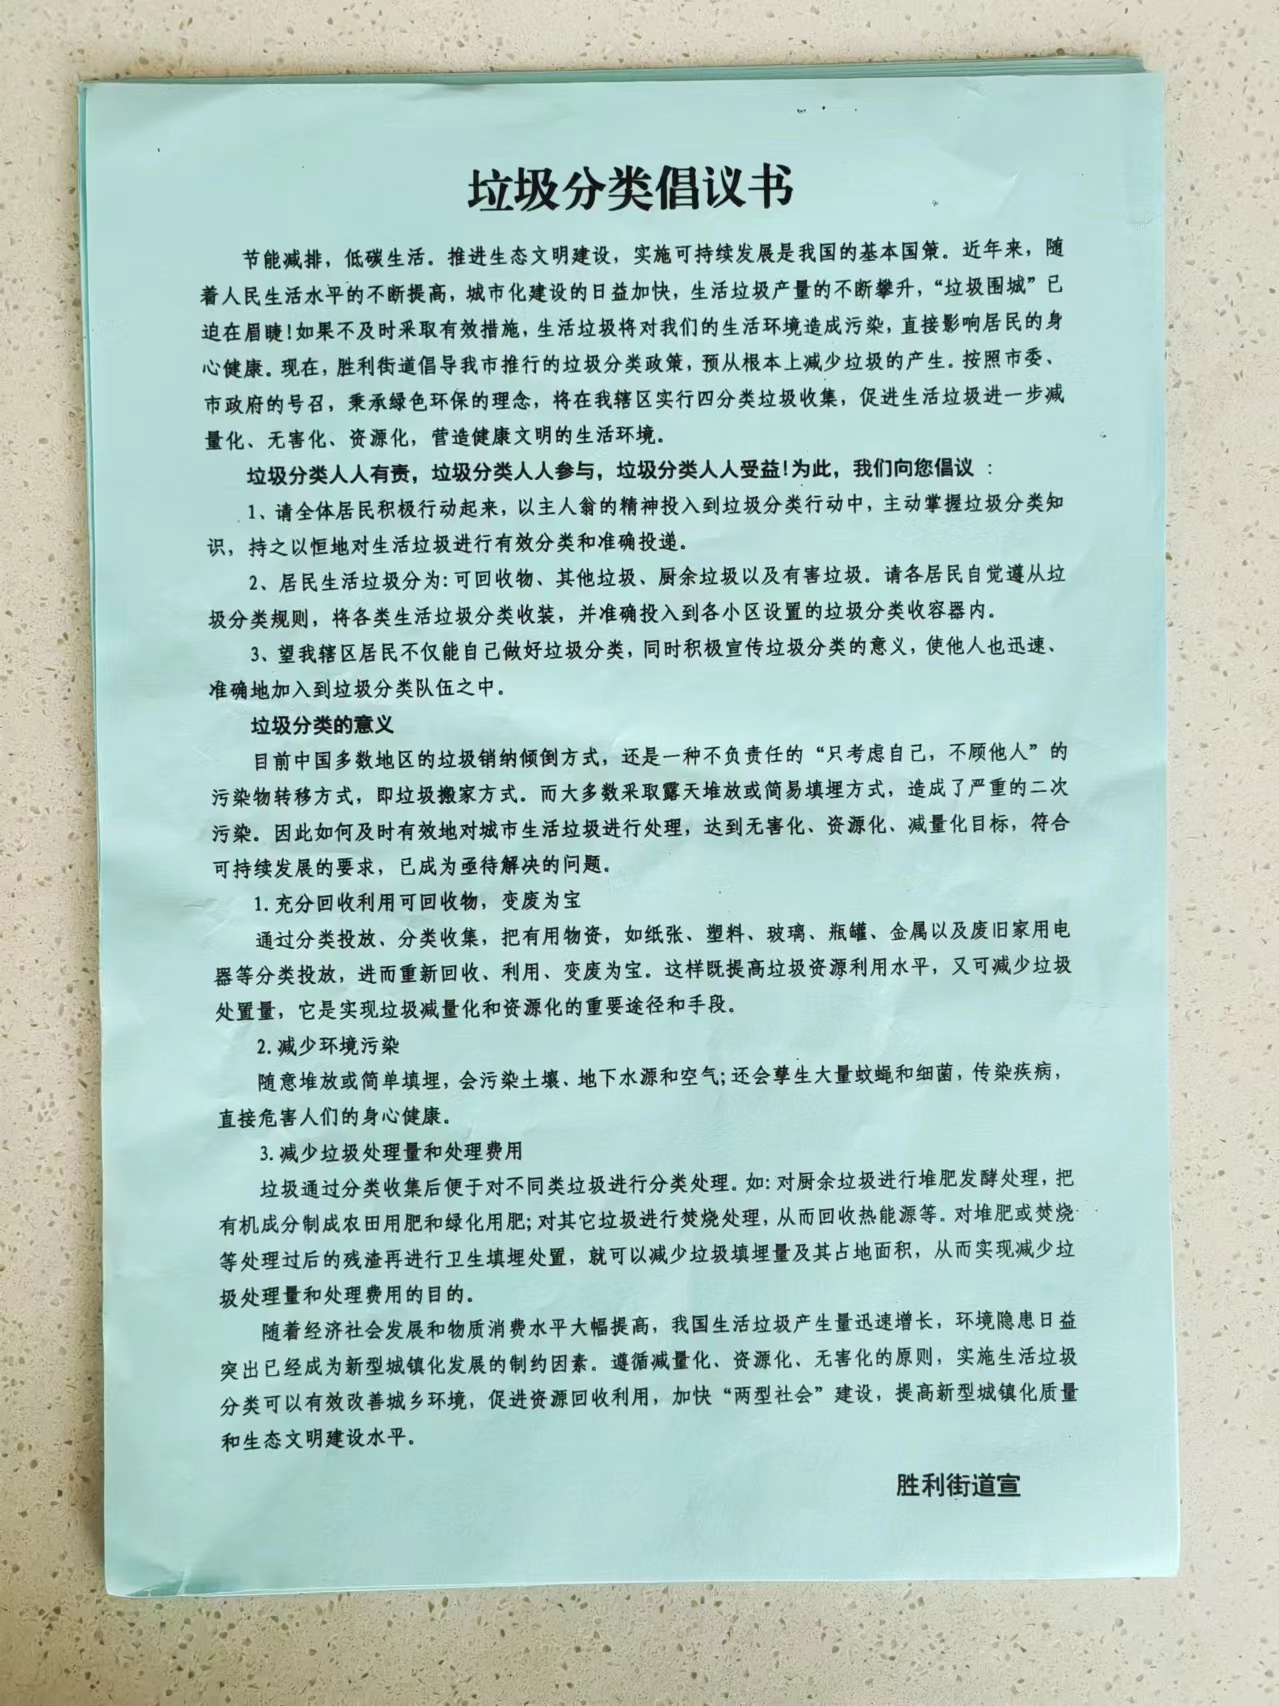 垃圾分类倡议书
节能减排，低碳生活。推进生态文明建设，实施可持续发展是我国的基本国策。近年来，随
着人民生活水平的不断提高，城市化建设的日益加快，生活垃圾产量的不断攀升，“垃圾围城”已
迫在眉睫！如果不及时采取有效措施，生活垃圾将对我们的生活环境造成污染，直接影响居民的身
心健康。现在，胜利街道倡导我市推行的垃圾分类政策，预从根本上减少垃圾的产生。按照市委、
市政府的号召，秉承绿色环保的理念，将在我辖区实行四分类垃圾收集，促进生活垃圾进一步减
量化、无害化、资源化，营造健康文明的生活环境。
垃圾分类人人有责，垃圾分类人人参与，垃圾分类人人受益！为此，我们向您倡议：
1、请全体居民积极行动起来，以主人翁的精神投入到垃圾分类行动中，主动掌握垃圾分类知
识，持之以恒地对生活垃圾进行有效分类和准确投递。
2、居民生活垃圾分为：可回收物、其他垃圾、厨余垃圾以及有害垃圾。请各居民自觉遵从垃
圾分类规则，将各类生活垃圾分类收装，并准确投入到各小区设置的垃圾分类收容器内。
3、望我辖区居民不仅能自己做好垃圾分类，同时积极宣传垃圾分类的意义，使他人也迅速、
准确地加入到垃圾分类队伍之中。
垃圾分类的意义
目前中国多数地区的垃圾销纳倾倒方式，还是一种不负责任的“只考虑自己，不顾他人”的
污染物转移方式，即垃圾搬家方式。而大多数采取露天堆放或简易填埋方式，造成了严重的二次
污染。因此如何及时有效地对城市生活垃圾进行处理，达到无害化、资源化、减量化目标，符合
可持续发展的要求，已成为亟待解决的问题。
1.充分回收利用可回收物，变废为宝
通过分类投放、分类收集，把有用物资，如纸张、塑料、玻璃、瓶罐、金属以及废旧家用电
器等分类投放，进而重新回收、利用、变废为宝。这样既提高垃圾资源利用水平，又可减少垃圾
处置量，它是实现垃圾减量化和资源化的重要途径和手段。
2.减少环境污染
随意堆放或简单填埋，会污染土壤、地下水源和空气；还会孳生大量蚊蝇和细菌，传染疾病，
直接危害人们的身心健康。
3.减少垃圾处理量和处理费用
垃圾通过分类收集后便于对不同类垃圾进行分类处理。如：对厨余垃圾进行堆肥发酵处理，把
有机成分制成农田用肥和绿化用肥；对其它垃圾进行焚烧处理，从而回收热能源等。对堆肥或焚烧
等处理过后的残渣再进行卫生填埋处置，就可以减少垃圾填埋量及其占地面积，从而实现减少垃
圾处理量和处理费用的目的。
随着经济社会发展和物质消费水平大幅提高，我国生活垃圾产生量迅速增长，环境隐患日益
突出已经成为新型城镇化发展的制约因素。遵循减量化、资源化、无害化的原则，实施生活垃圾
分类可以有效改善城乡环境，促进资源回收利用，加快“两型社会”建设，提高新型城镇化质量
和生态文明建设水平。
胜利街道宣